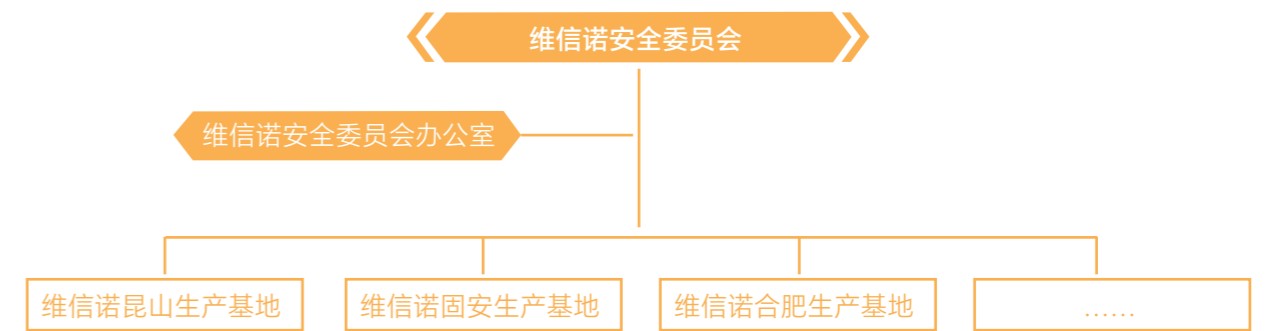 维信诺安全委员会
维信诺安全委员会办公室
维信诺昆山生产基地
维信诺固安生产基地
维信诺合肥生产基地
……